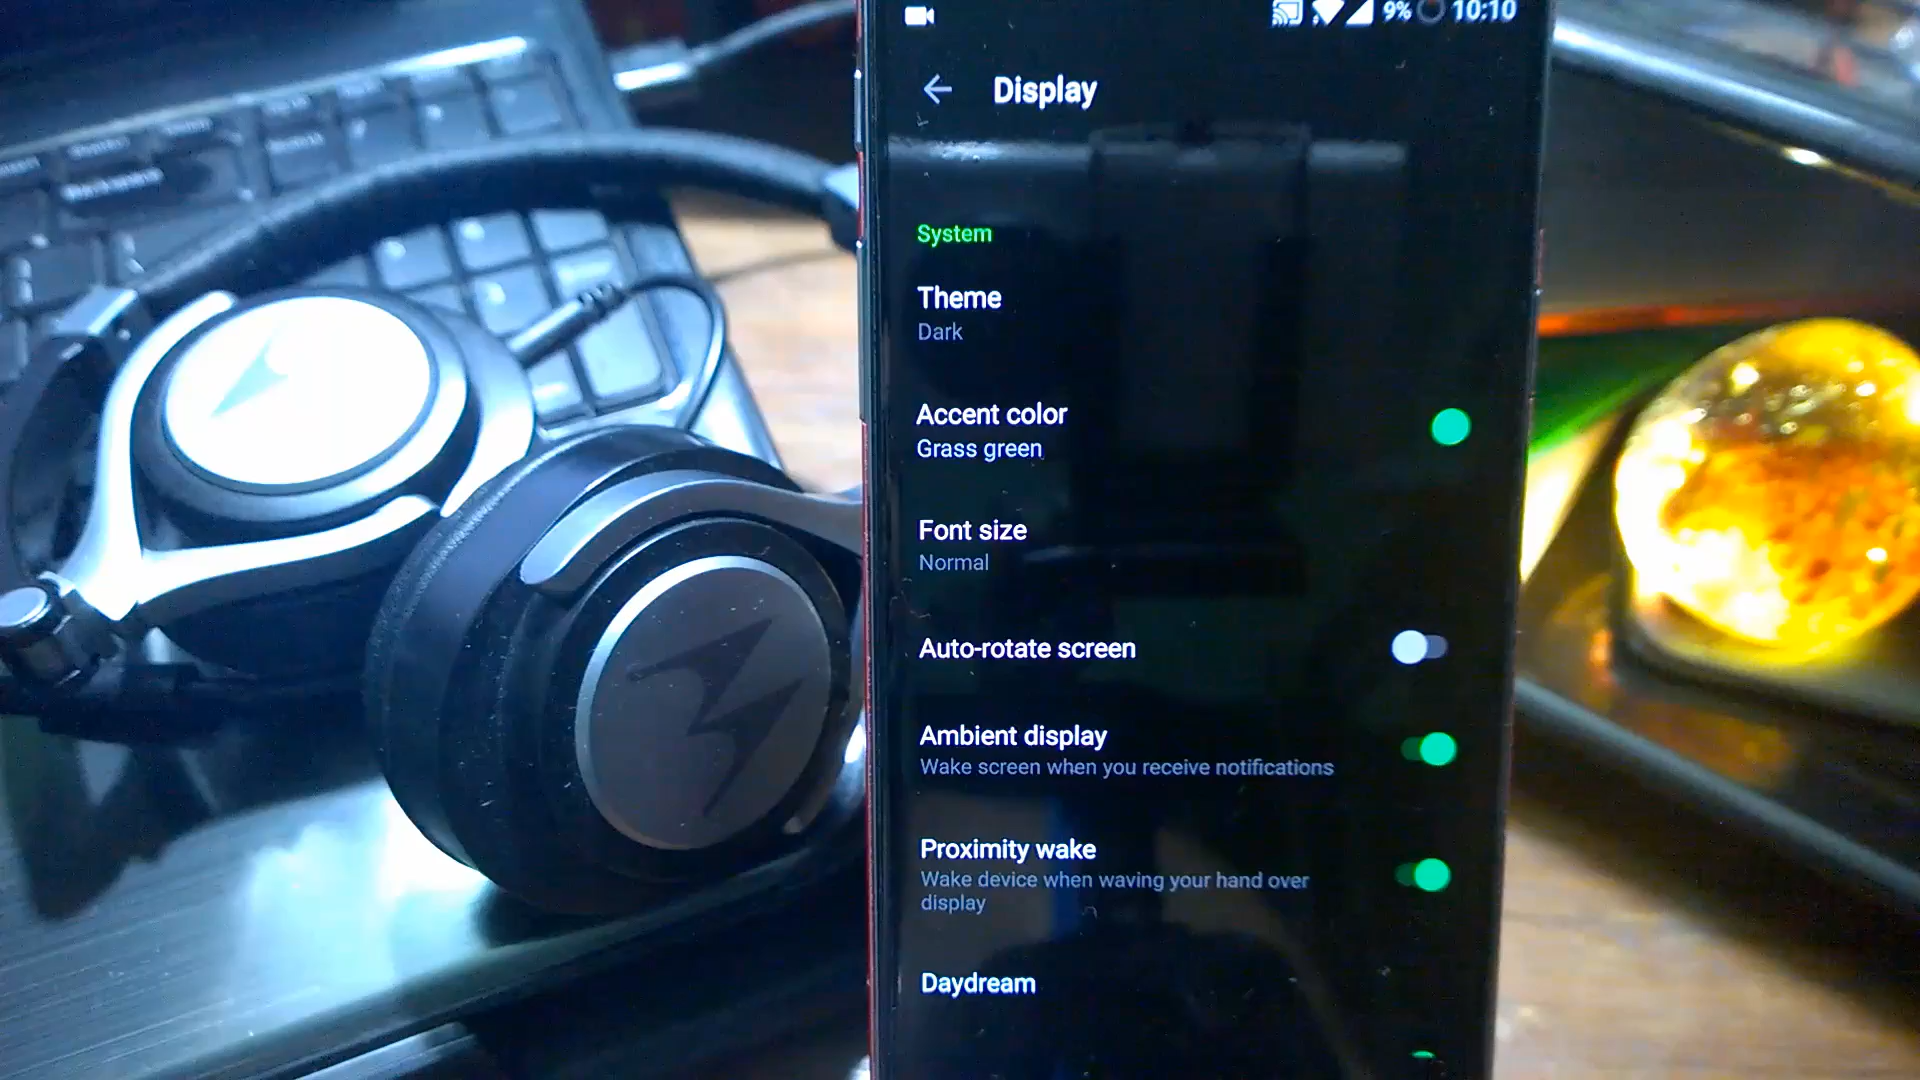 9% 10:10
Display
System
Theme
Dark
Accent color
Grass green
Font size
Normal
Auto-rotate screen
Ambient display
Wake screen when you receive notifications
Proximity wake
Wake device when waving your hand over
display
Daydream